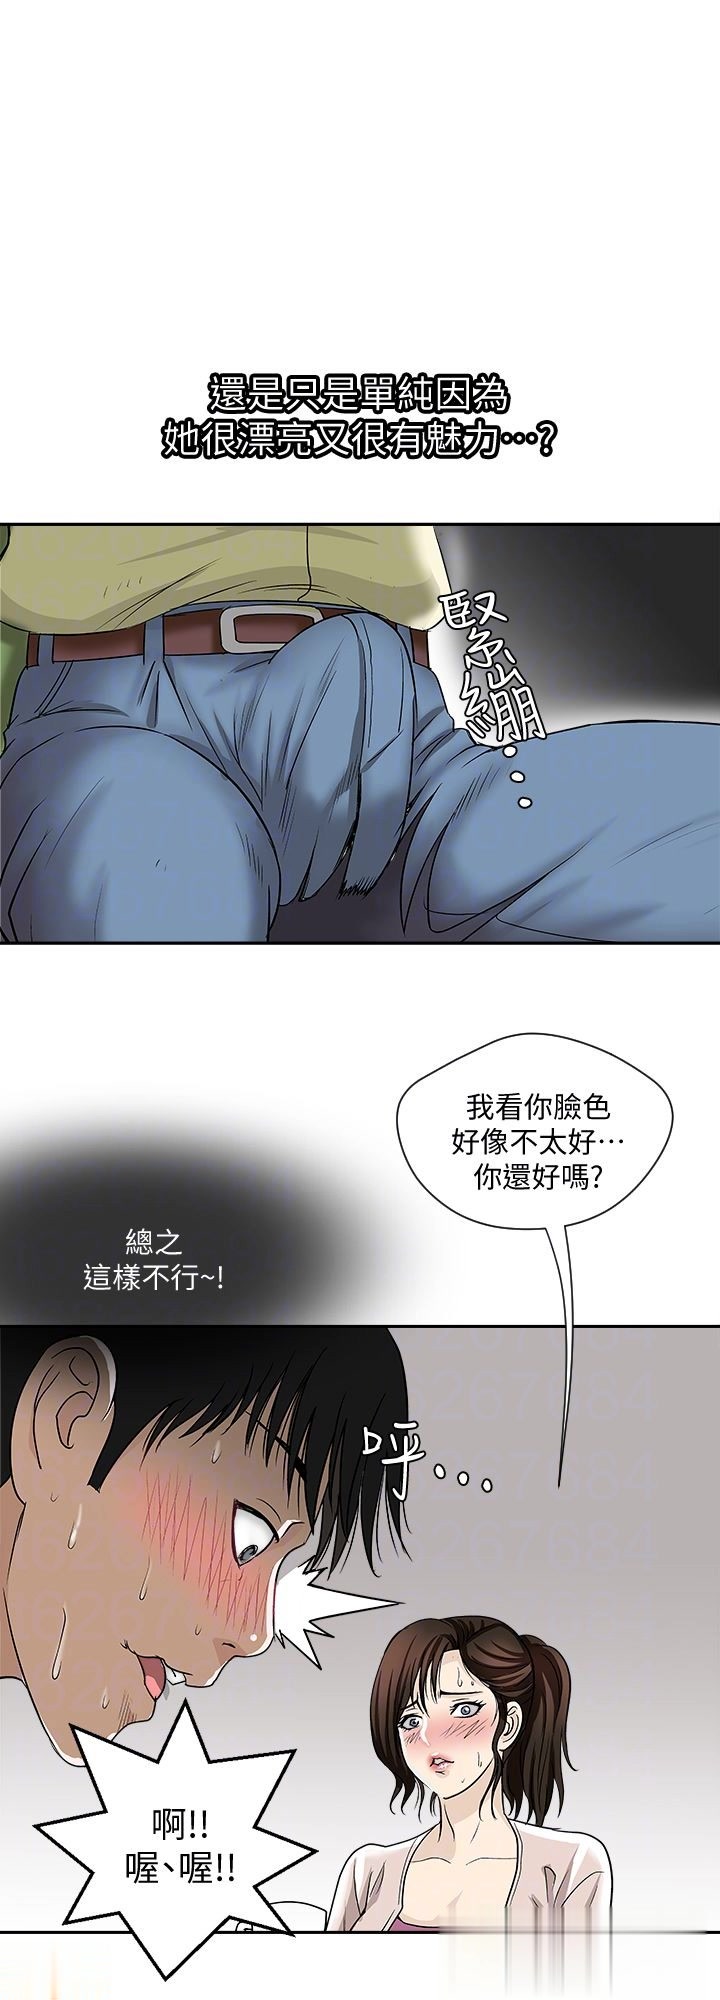 還是只是單純因為
她很漂亮又很有魅力…?
緊繃...
我看你臉色
好像不太好…
你還好嗎?
總之
這樣不行~!
呼...
啊!!
喔、喔!!